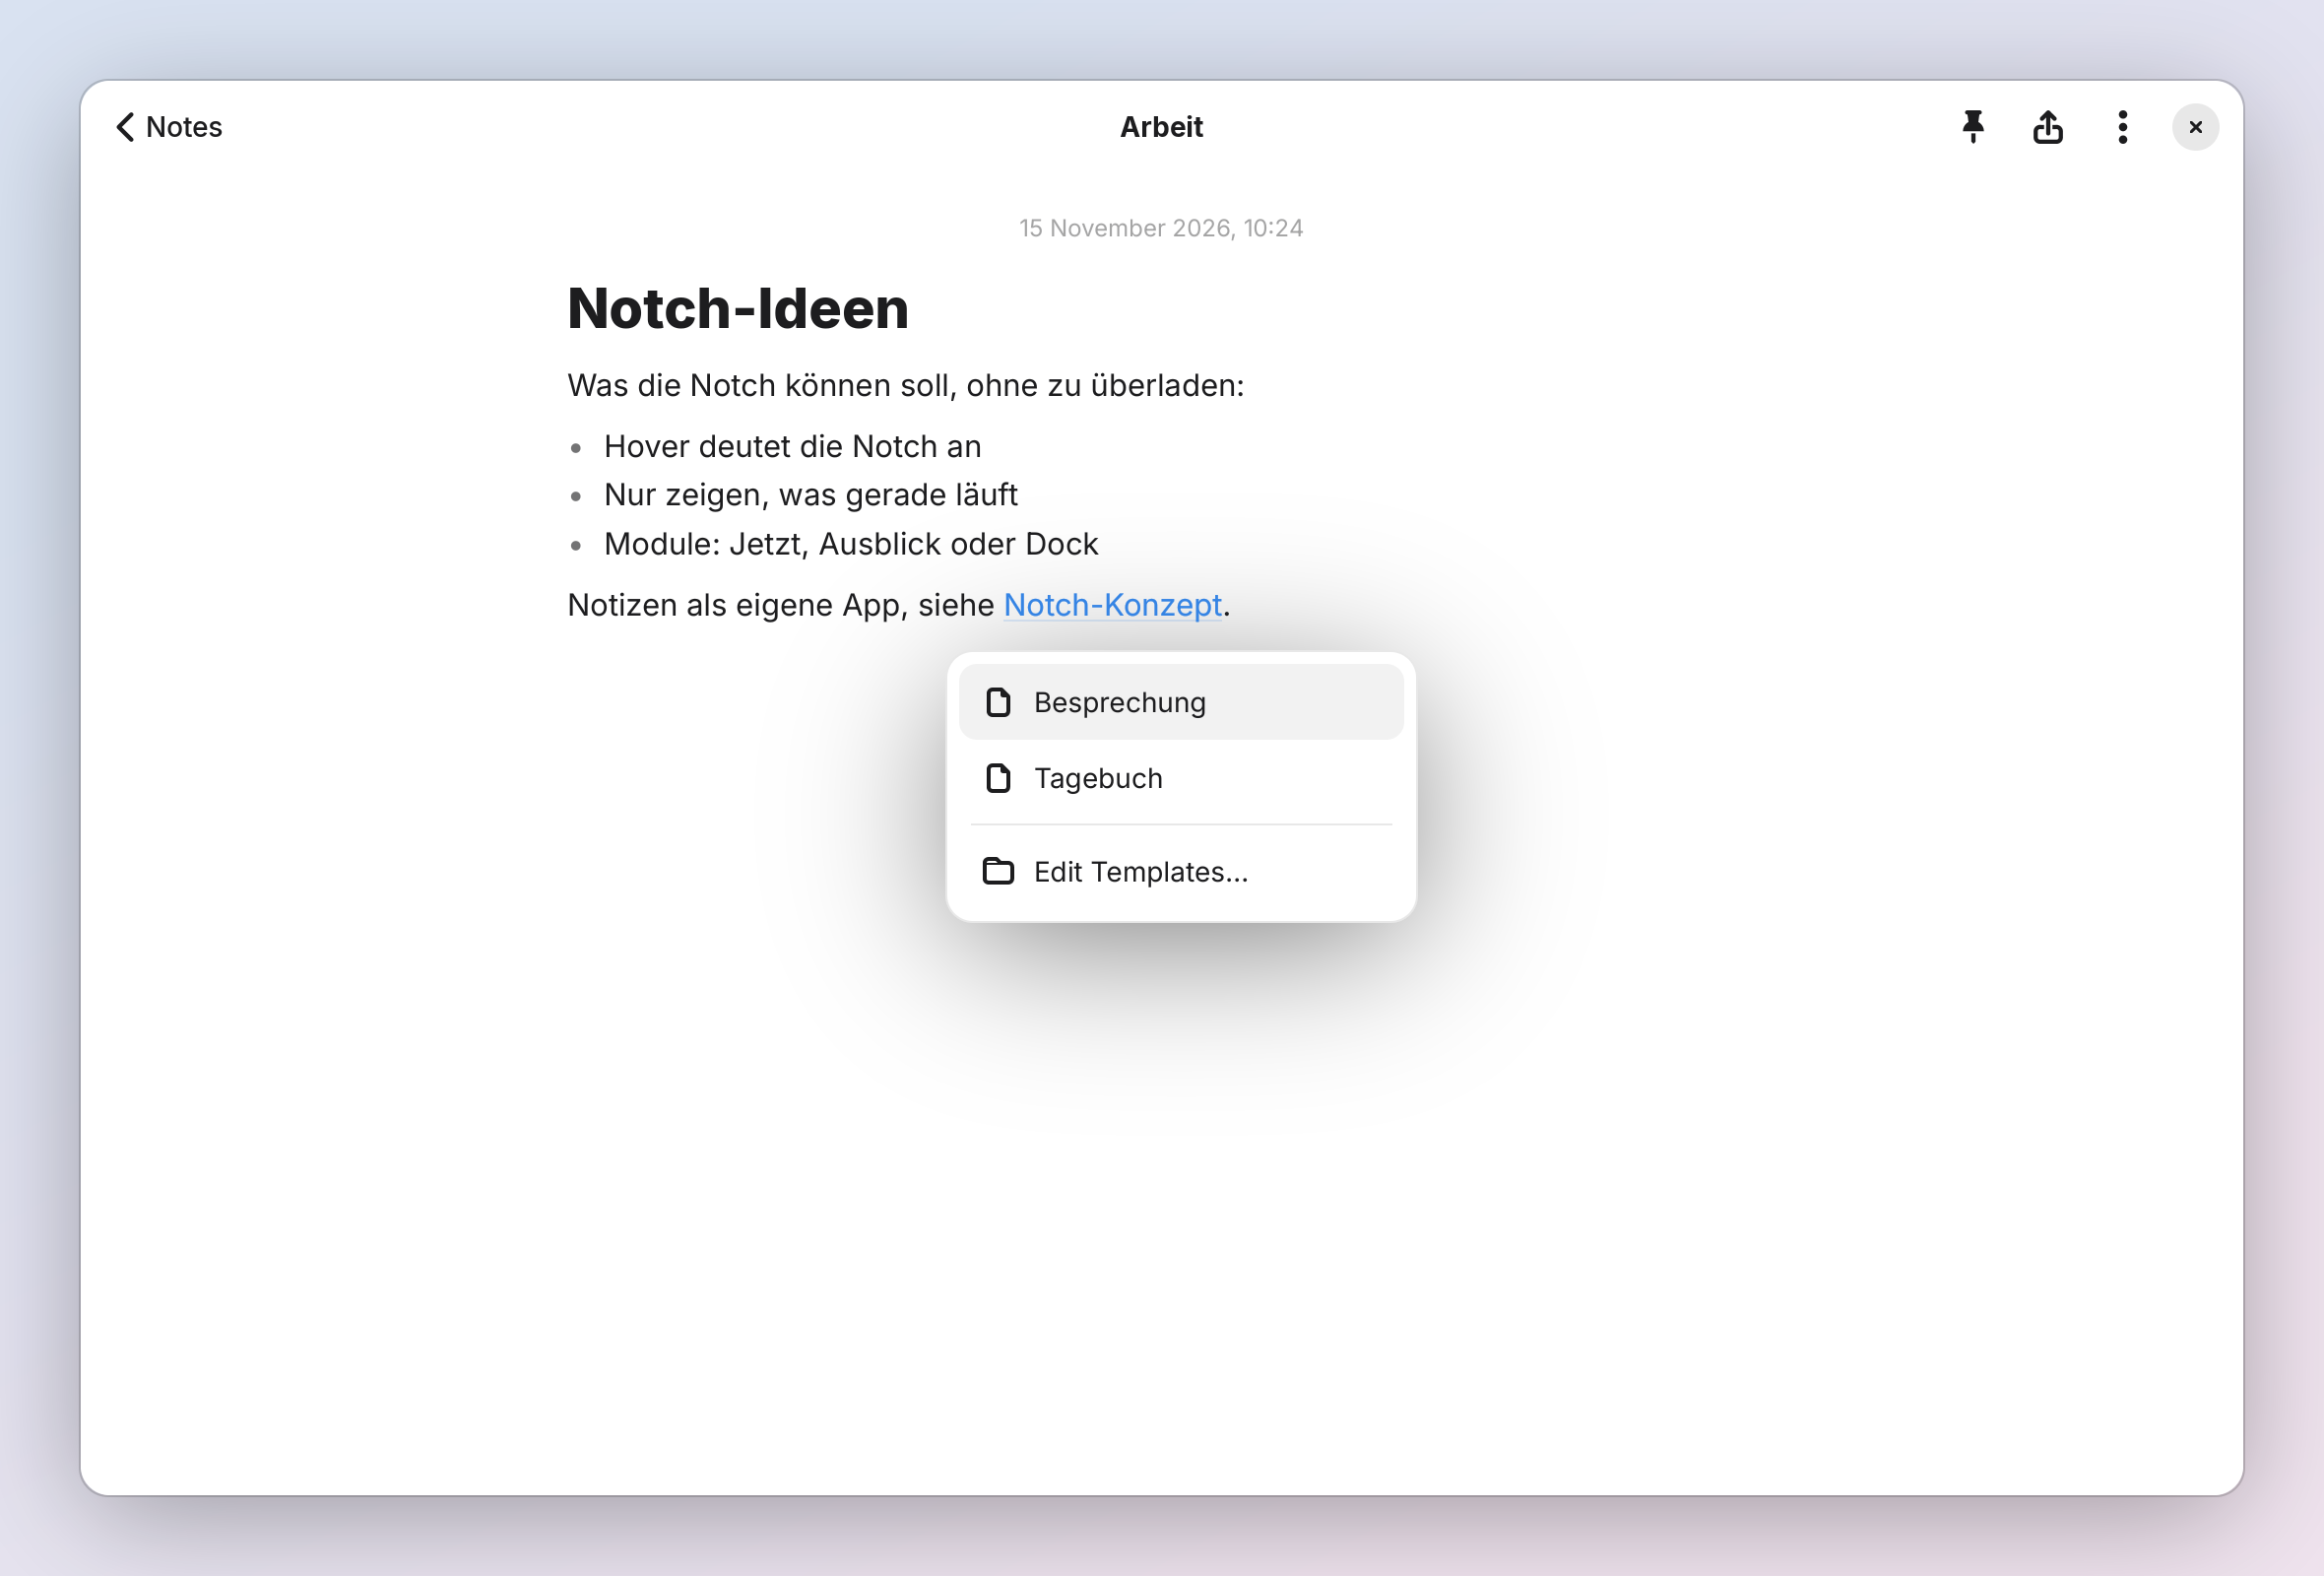 Notes
Arbeit
15 November 2026, 10:24
Notch-Ideen
Was die Notch können soll, ohne zu überladen:
• Hover deutet die Notch an
• Nur zeigen, was gerade läuft
• Module: Jetzt, Ausblick oder Dock
Notizen als eigene App, siehe Notch-Konzept.
Besprechung
Tagebuch
Edit Templates...